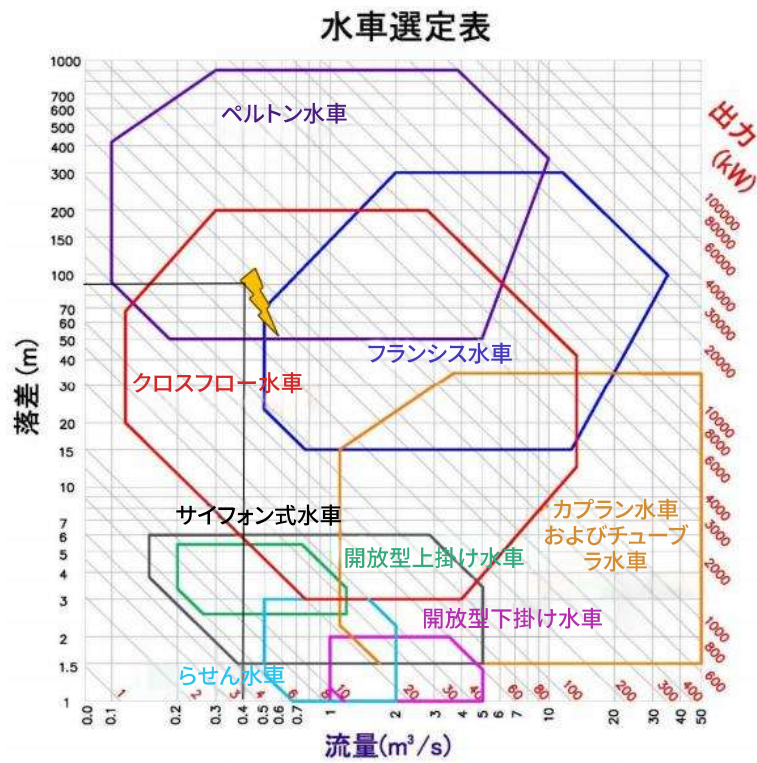 水車選定表
出力
(kW)
1000
700
600
500
400
300
200
150
100
70
60
50
40
30
20
15
10
7
6
5
4
3
2
1.5
1
落差 (m)
ペルトン水車
フランシス水車
クロスフロー水車
サイフォン式水車
カプラン水車
およびチューブ
ラ水車
開放型上掛け水車
開放型下掛け水車
らせん水車
100000
80000
60000
40000
30000
20000
10000
8000
6000
4000
3000
2000
1000
800
600
1 2 3 4 6 8 10 20 30 40 60 80 100 200 300 400
0.0 0.1 0.2 0.3 0.4 0.5 0.6 0.7 1 2 3 4 5 6 7 10 20 30 40 50
流量(m³/s)